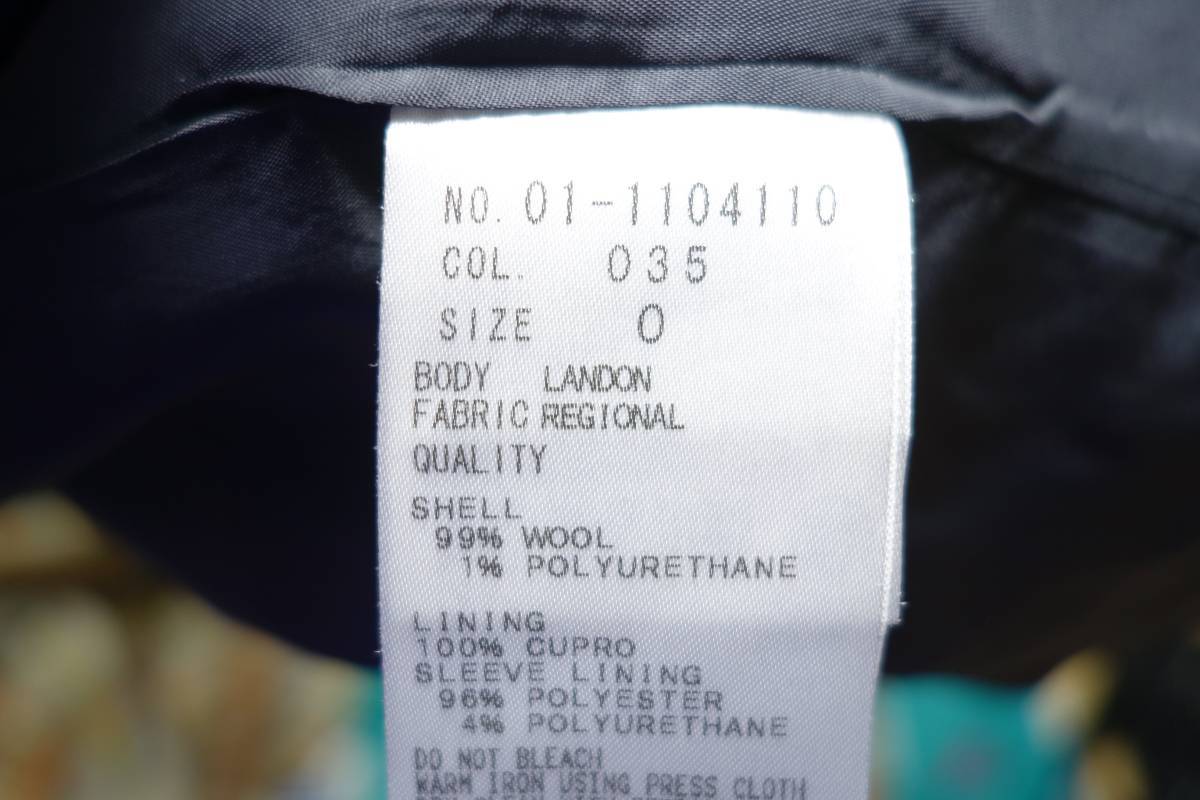 NO. 01-1104110
COL. 035
SIZE 0
BODY LANDON
FABRIC REGIONAL
QUALITY
SHELL
99% WOOL
1% POLYURETHANE
LINING
100% CUPRO
SLEEVE LINING
96% POLYESTER
4% POLYURETHANE
DO NOT BLEACH
WARM IRON USING PRESS CLOTH